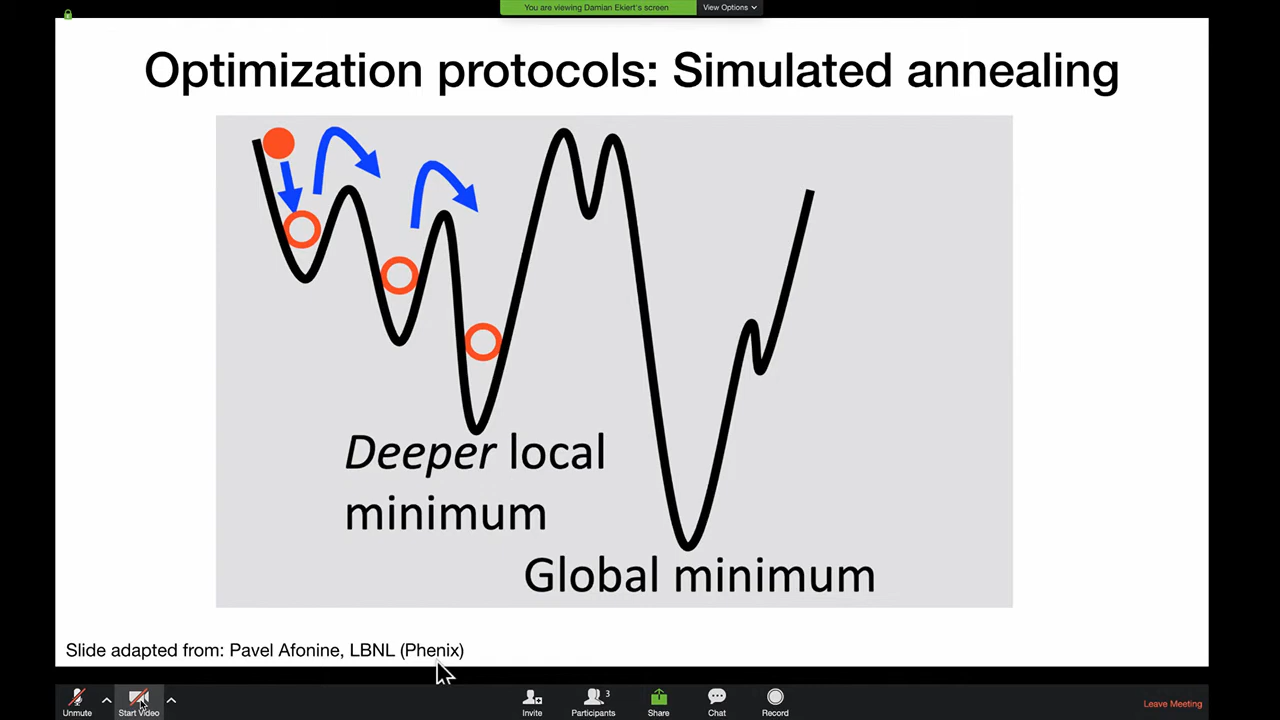 You are viewing Damian Ekiert's screen
View Options
Optimization protocols: Simulated annealing
Deeper local
minimum
Global minimum
Slide adapted from: Pavel Afonine, LBNL (Phenix)
Unmute
Start Video
Invite
Participants
3
Share
Chat
Record
Leave Meeting